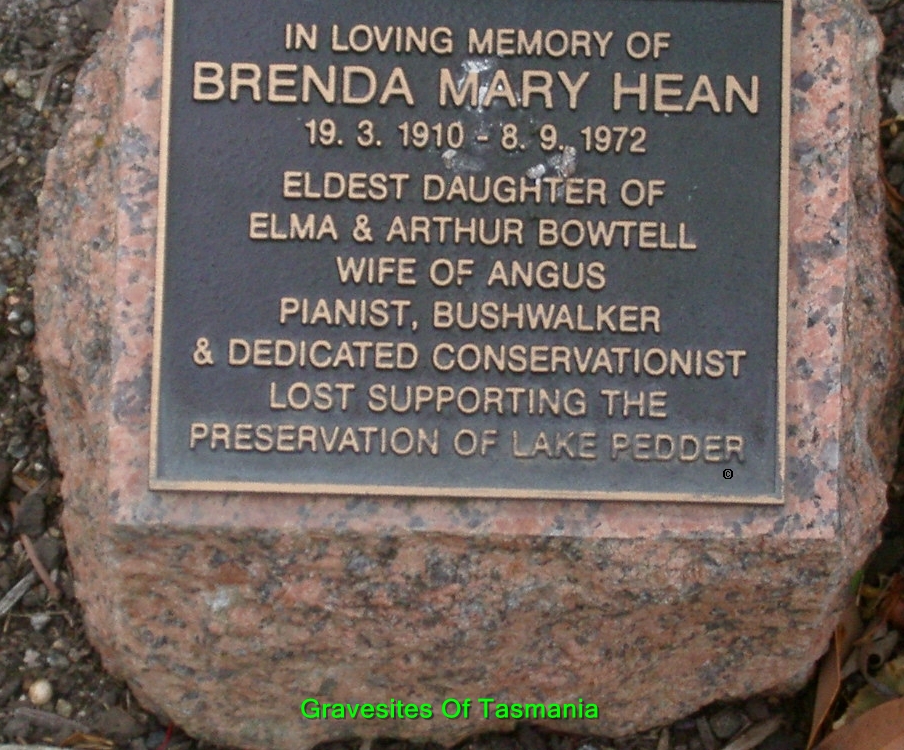 IN LOVING MEMORY OF
BRENDA MARY HEAN
19. 3. 1910 - 8. 9. 1972
ELDEST DAUGHTER OF
ELMA & ARTHUR BOWTELL
WIFE OF ANGUS
PIANIST, BUSHWALKER
& DEDICATED CONSERVATIONIST
LOST SUPPORTING THE
PRESERVATION OF LAKE PEDDER
©
Gravesites Of Tasmania